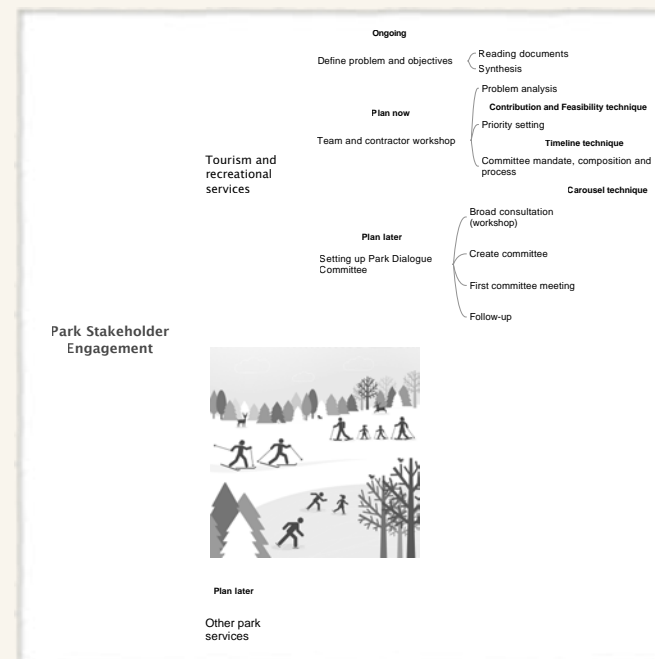 Ongoing
Define problem and objectives
Reading documents
Synthesis
Plan now
Team and contractor workshop
Problem analysis
Contribution and Feasibility technique
Priority setting
Timeline technique
Committee mandate, composition and
process
Carousel technique
Tourism and
recreational
services
Plan later
Setting up Park Dialogue
Committee
Broad consultation
(workshop)
Create committee
First committee meeting
Follow-up
Park Stakeholder
Engagement
Plan later
Other park
services